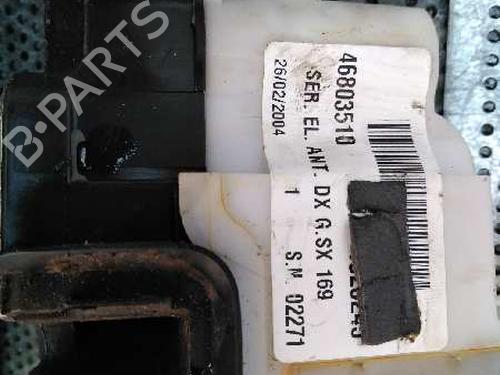 B-PARTS
46803510
SER. EL. ANT. DX G.SX 169
26/02/2004
1
S.M. 02271